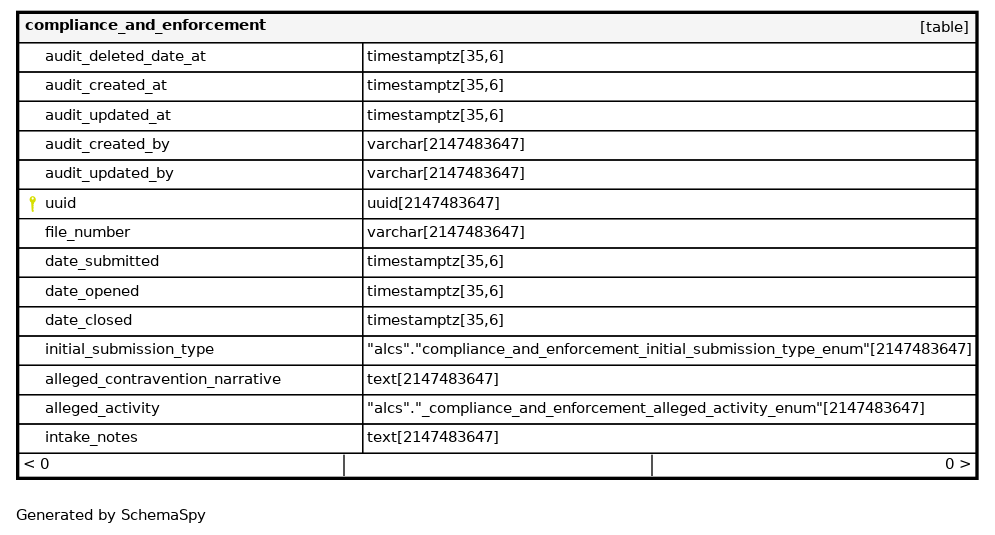 compliance_and_enforcement [table]
audit_deleted_date_at timestamptz[35,6]
audit_created_at timestamptz[35,6]
audit_updated_at timestamptz[35,6]
audit_created_by varchar[2147483647]
audit_updated_by varchar[2147483647]
uuid uuid[2147483647]
file_number varchar[2147483647]
date_submitted timestamptz[35,6]
date_opened timestamptz[35,6]
date_closed timestamptz[35,6]
initial_submission_type "alcs"."compliance_and_enforcement_initial_submission_type_enum"[2147483647]
alleged_contravention_narrative text[2147483647]
alleged_activity "alcs"."_compliance_and_enforcement_alleged_activity_enum"[2147483647]
intake_notes text[2147483647]
< 0 0 >
Generated by SchemaSpy